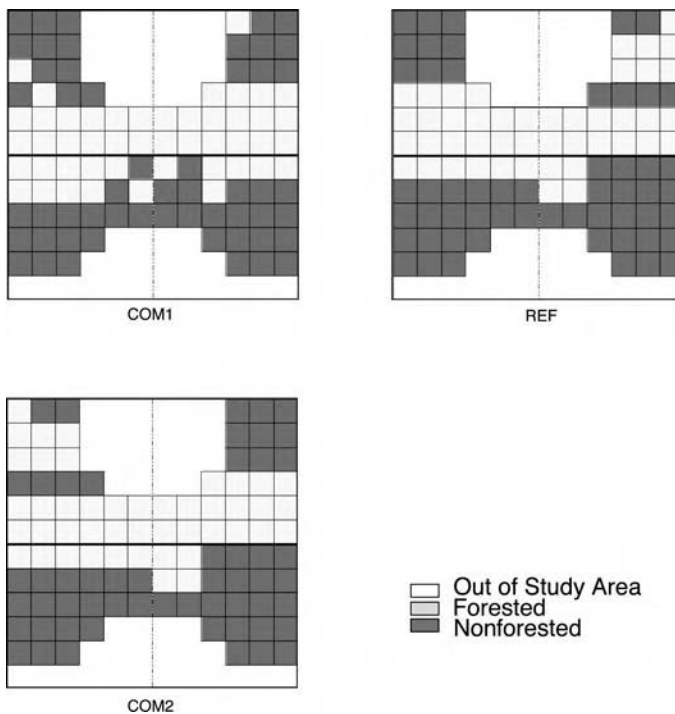 COM1
REF
COM2
Out of Study Area
Forested
Nonforested